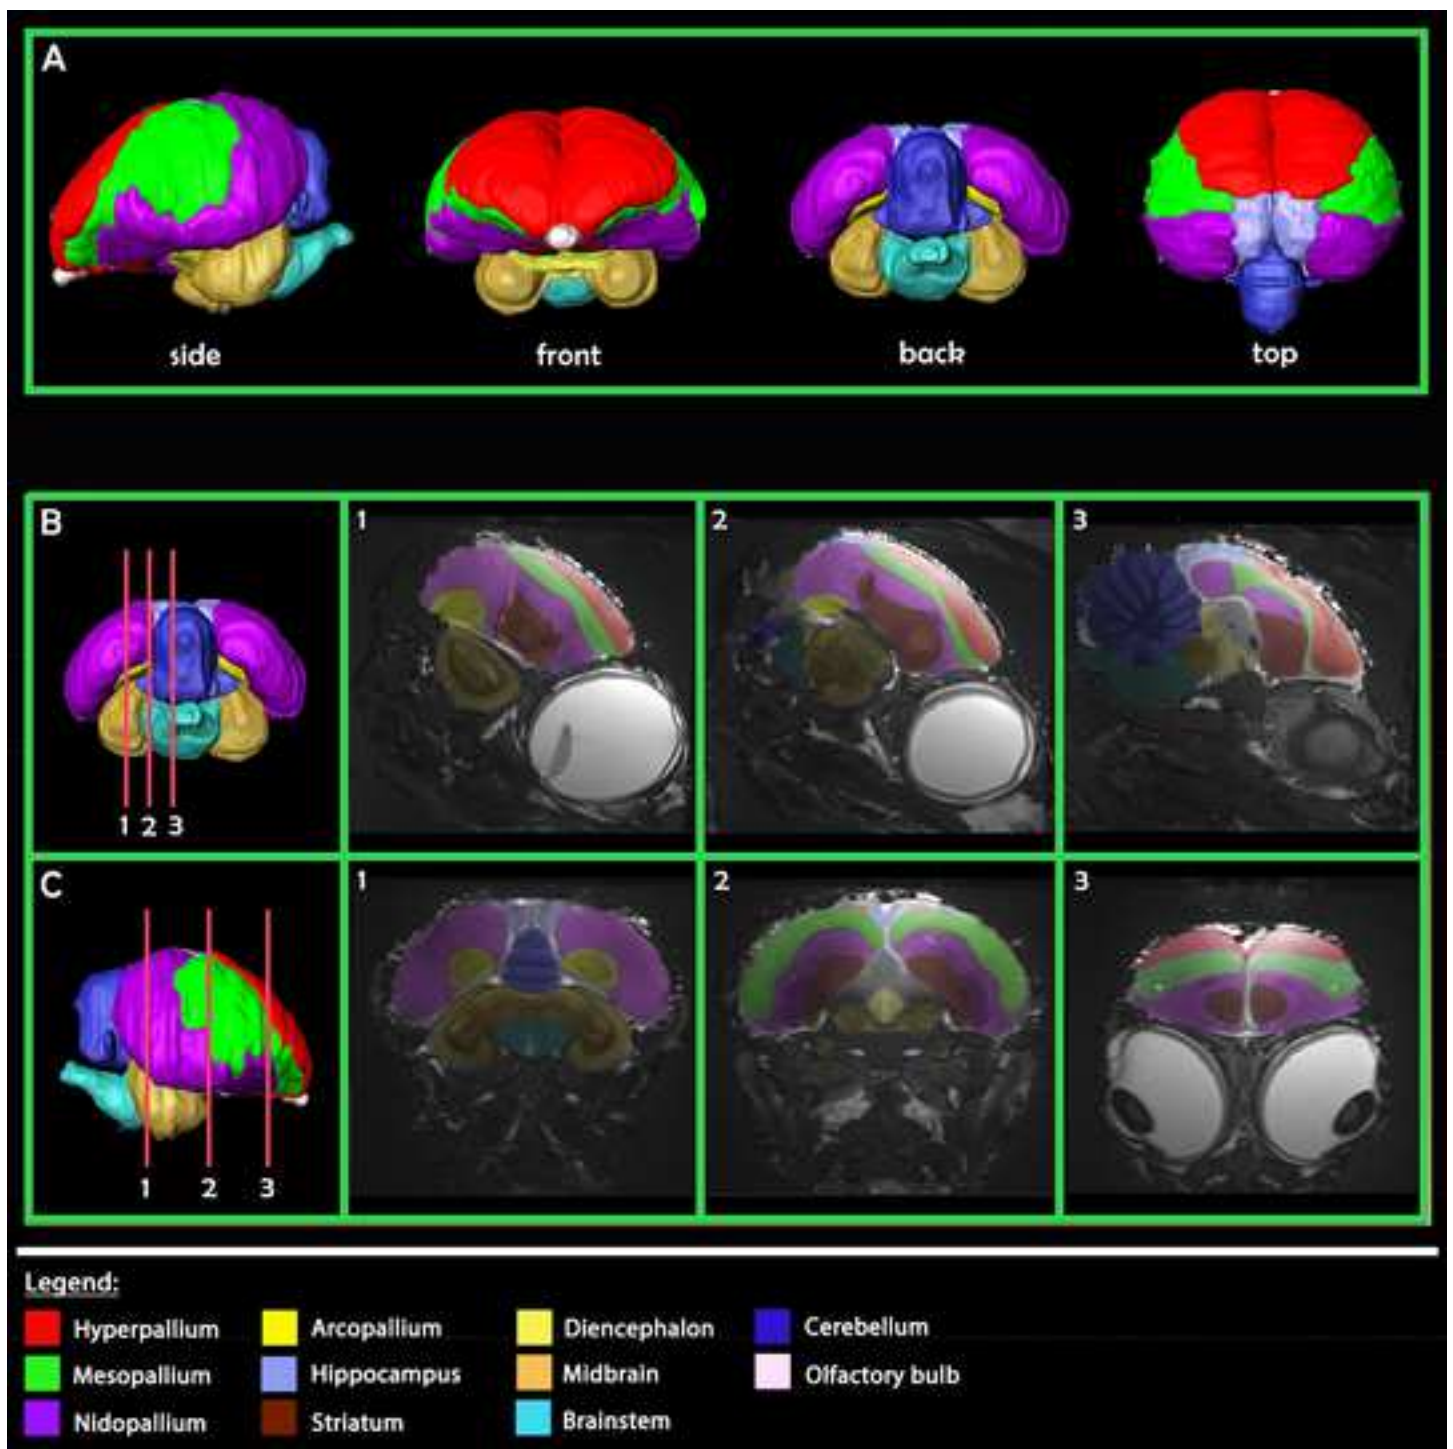 A
side front back top
B
1 2 3
1 2 3
C
1 2 3
1 2 3
Legend:
Hyperpallium Arcopallium Diencephalon Cerebellum
Mesopallium Hippocampus Midbrain Olfactory bulb
Nidopallium Striatum Brainstem